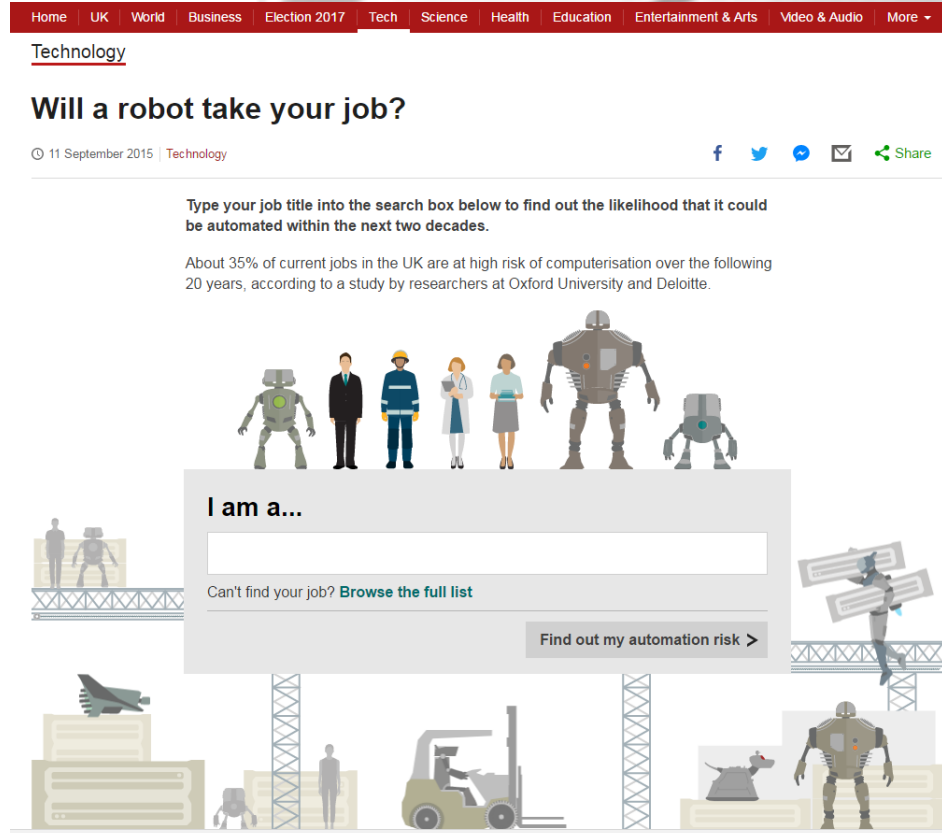 Home UK World Business Election 2017 Tech Science Health Education Entertainment & Arts Video & Audio More
Technology
Will a robot take your job?
11 September 2015 Technology
Share
Type your job title into the search box below to find out the likelihood that it could
be automated within the next two decades.
About 35% of current jobs in the UK are at high risk of computerisation over the following
20 years, according to a study by researchers at Oxford University and Deloitte.
I am a...
Can't find your job? Browse the full list
Find out my automation risk >